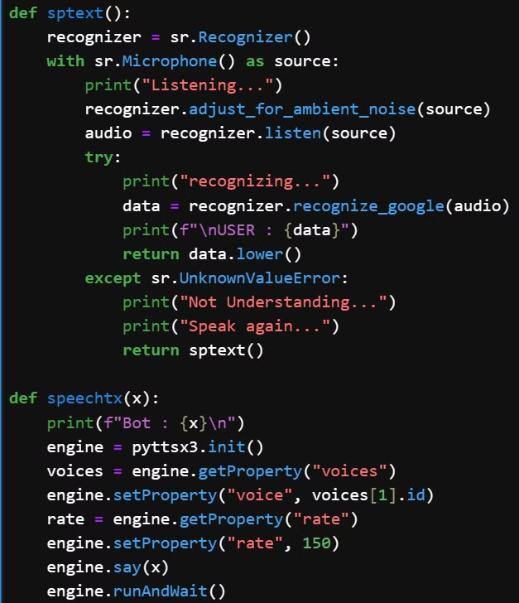 def sptext():
    recognizer = sr.Recognizer()
    with sr.Microphone() as source:
        print("Listening...")
        recognizer.adjust_for_ambient_noise(source)
        audio = recognizer.listen(source)
        try:
            print("recognizing...")
            data = recognizer.recognize_google(audio)
            print(f"\nUSER : {data}")
            return data.lower()
        except sr.UnknownValueError:
            print("Not Understanding...")
            print("Speak again...")
            return sptext()

def speechtx(x):
    print(f"Bot : {x}\n")
    engine = pyttsx3.init()
    voices = engine.getProperty("voices")
    engine.setProperty("voice", voices[1].id)
    rate = engine.getProperty("rate")
    engine.setProperty("rate", 150)
    engine.say(x)
    engine.runAndWait()